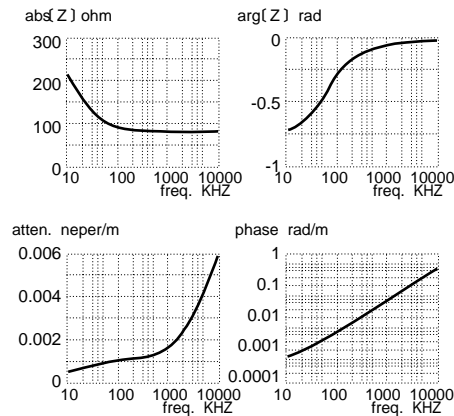 abs(Z) ohm
300
200
100
0
10 100 1000 10000
freq. KHZ
arg(Z) rad
0
-0.5
-1
10 100 1000 10000
freq. KHZ
atten. neper/m
0.006
0.004
0.002
0
10 100 1000 10000
freq. KHZ
phase rad/m
1
0.1
0.01
0.001
0.0001
10 100 1000 10000
freq. KHZ